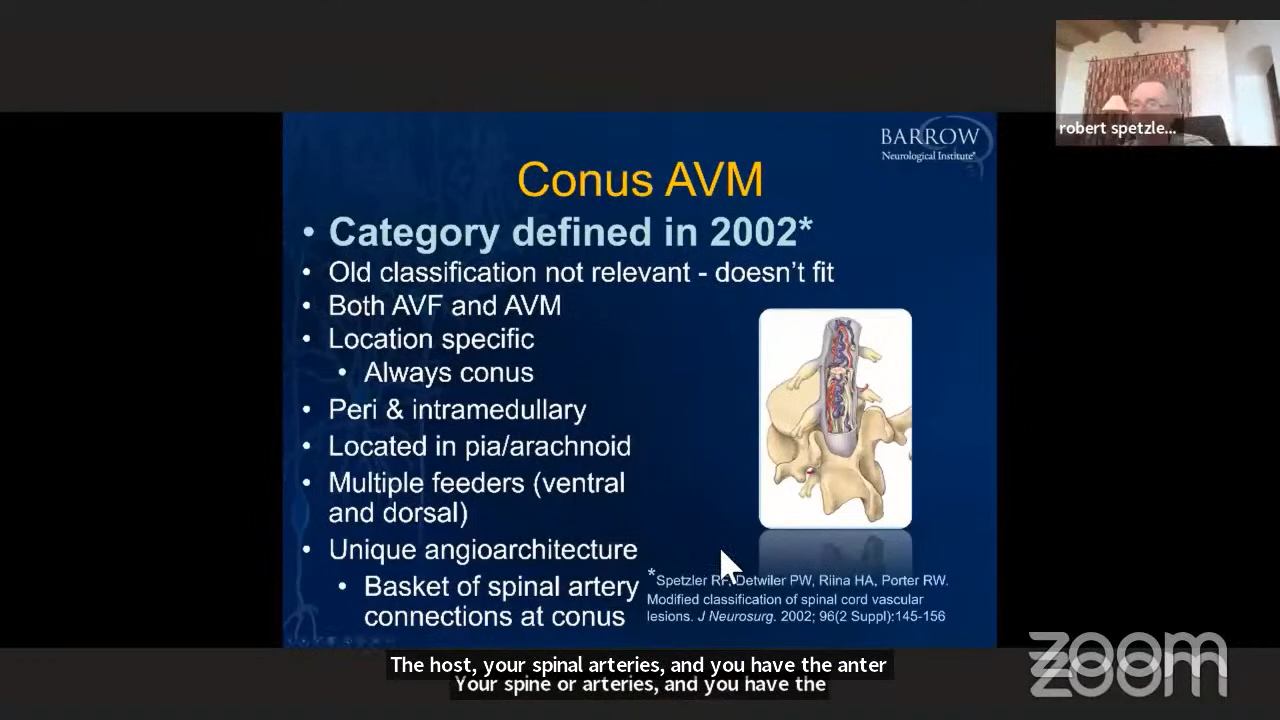 robert spetzle...
BARROW
Neurological Institute®
Conus AVM
• Category defined in 2002*
• Old classification not relevant - doesn't fit
• Both AVF and AVM
• Location specific
• Always conus
• Peri & intramedullary
• Located in pia/arachnoid
• Multiple feeders (ventral
and dorsal)
• Unique angioarchitecture
• Basket of spinal artery
connections at conus
*Spetzler RF, Detwiler PW, Riina HA, Porter RW.
Modified classification of spinal cord vascular
lesions. J Neurosurg. 2002; 96(2 Suppl):145-156
The host, your spinal arteries, and you have the anter
Your spine or arteries, and you have the
zoom